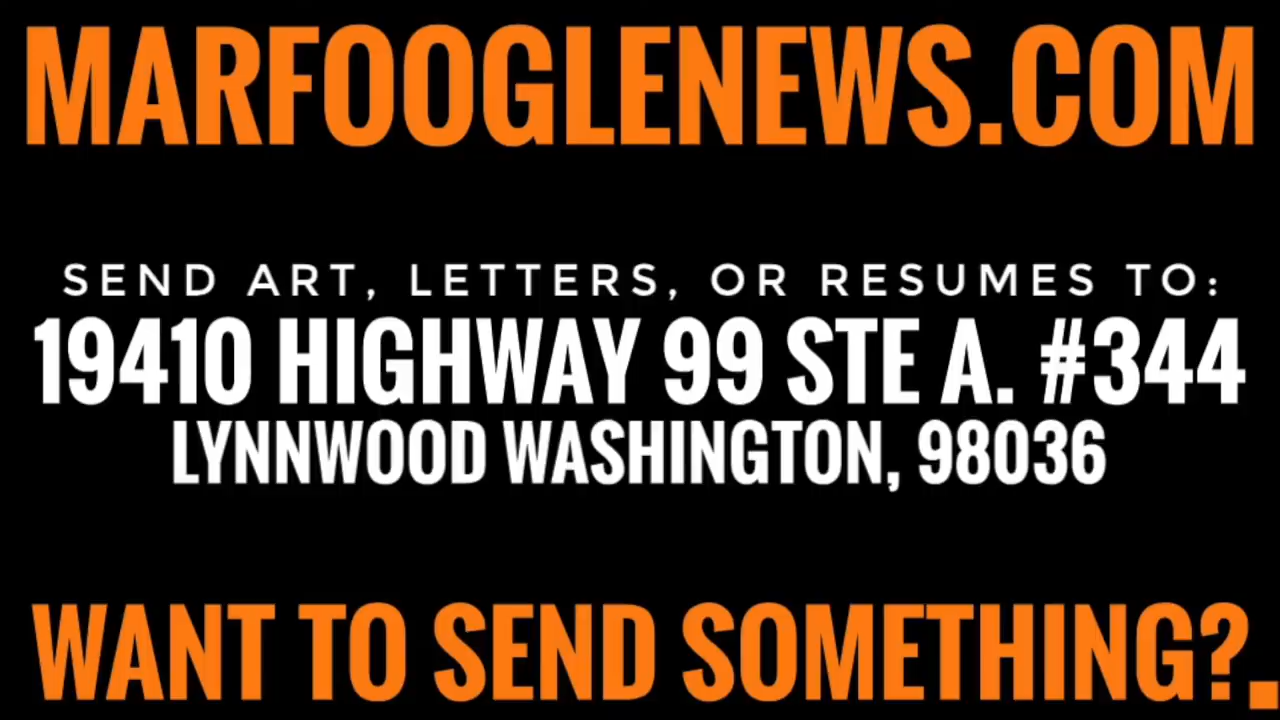 MARFOOGLENEWS.COM
SEND ART, LETTERS, OR RESUMES TO:
19410 HIGHWAY 99 STE A. #344
LYNNWOOD WASHINGTON, 98036
WANT TO SEND SOMETHING?.